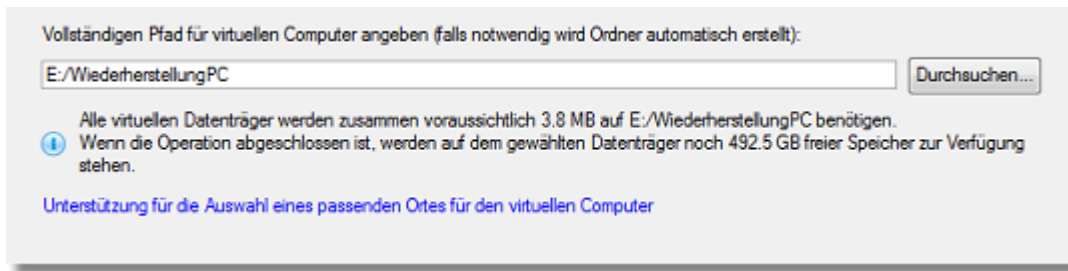 Vollständigen Pfad für virtuellen Computer angeben (falls notwendig wird Ordner automatisch erstellt):
E:/WiederherstellungPC
Durchsuchen...
Alle virtuellen Datenträger werden zusammen voraussichtlich 3.8 MB auf E:/WiederherstellungPC benötigen.
Wenn die Operation abgeschlossen ist, werden auf dem gewählten Datenträger noch 492.5 GB freier Speicher zur Verfügung
stehen.
Unterstützung für die Auswahl eines passenden Ortes für den virtuellen Computer